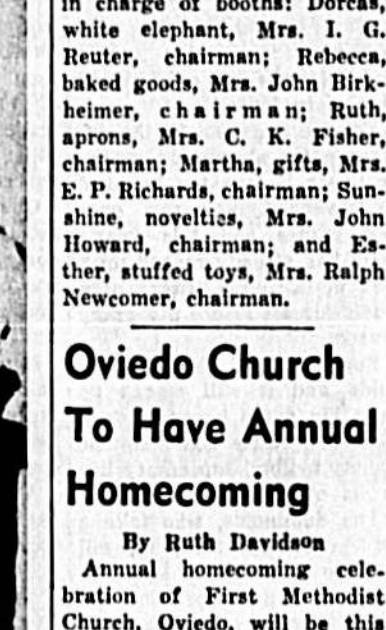 in charge of booths: Dorcas,
white elephant, Mrs. I. G.
Reuter, chairman; Rebecca,
baked goods, Mrs. John Birk-
heimer, chairman; Ruth,
aprons, Mrs. C. K. Fisher,
chairman; Martha, gifts, Mrs.
E. P. Richards, chairman; Sun-
shine, novelties, Mrs. John
Howard, chairman; and Es-
ther, stuffed toys, Mrs. Ralph
Newcomer, chairman.
Oviedo Church
To Have Annual
Homecoming
By Ruth Davidson
Annual homecoming cele-
bration of First Methodist
Church, Oviedo, will be this